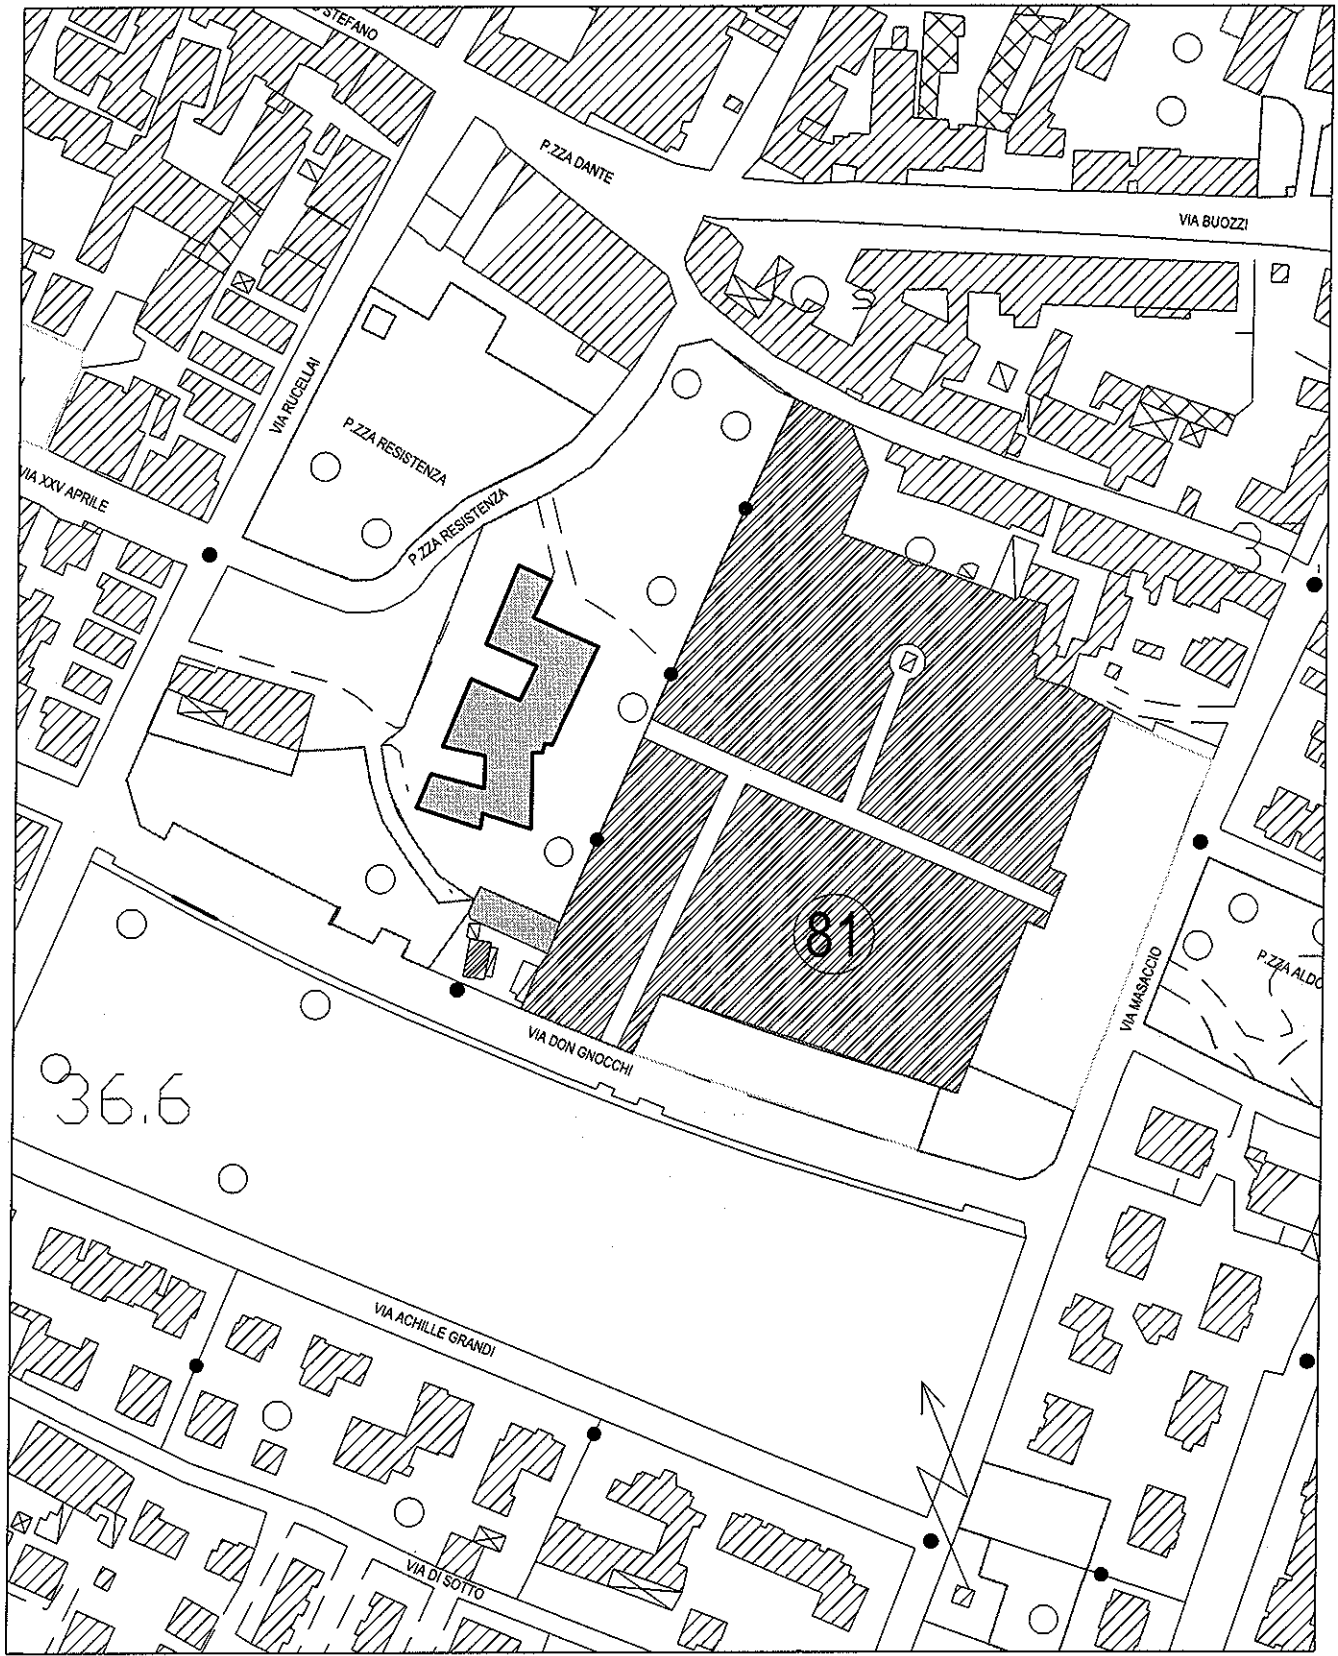 STEFANO
P.ZZA DANTE
VIA BUOZZI
VIA RUCELLAI
P.ZZA RESISTENZA
VIA XXV APRILE
P.ZZA RESISTENZA
3
81
VIA MASACCIO
P.ZZA ALDO
VIA DON GNOCCHI
36.6
VIA ACHILLE GRANDI
VIA DI SOTTO